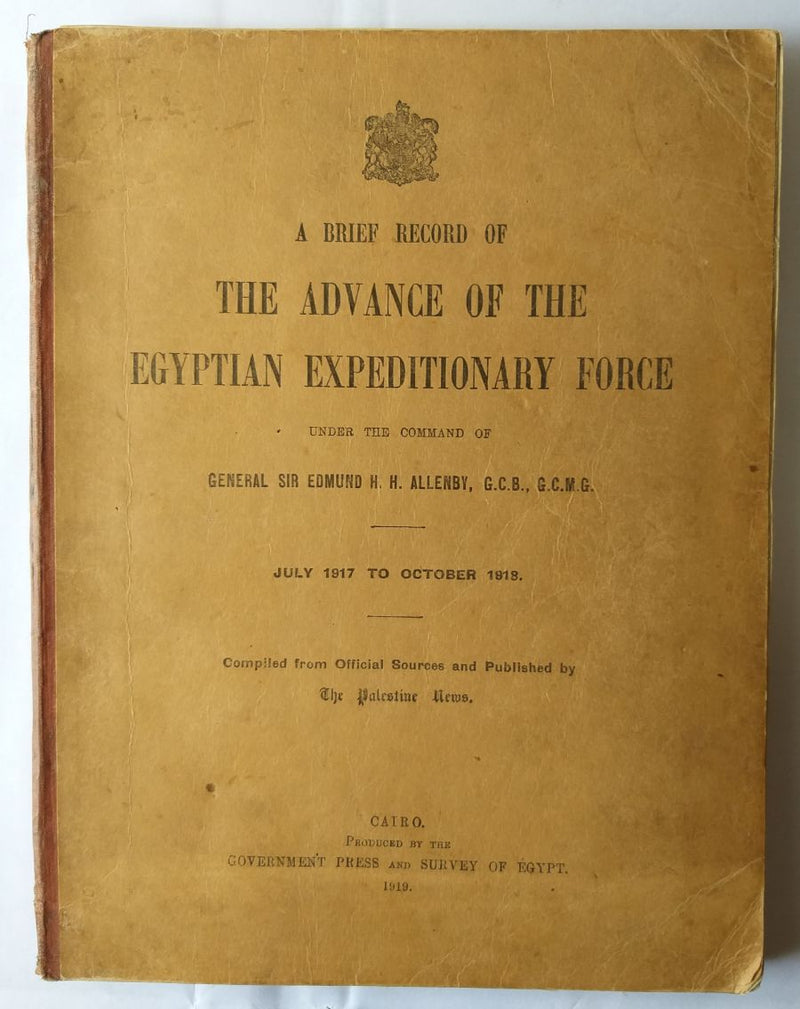 A BRIEF RECORD OF
THE ADVANCE OF THE
EGYPTIAN EXPEDITIONARY FORCE
UNDER THE COMMAND OF
GENERAL SIR EDMUND H. H. ALLENBY, G.C.B., G.C.M.G.
JULY 1917 TO OCTOBER 1918.
Compiled from Official Sources and Published by
The Palestine News.
CAIRO.
PRODUCED BY THE
GOVERNMENT PRESS AND SURVEY OF EGYPT.
1919.